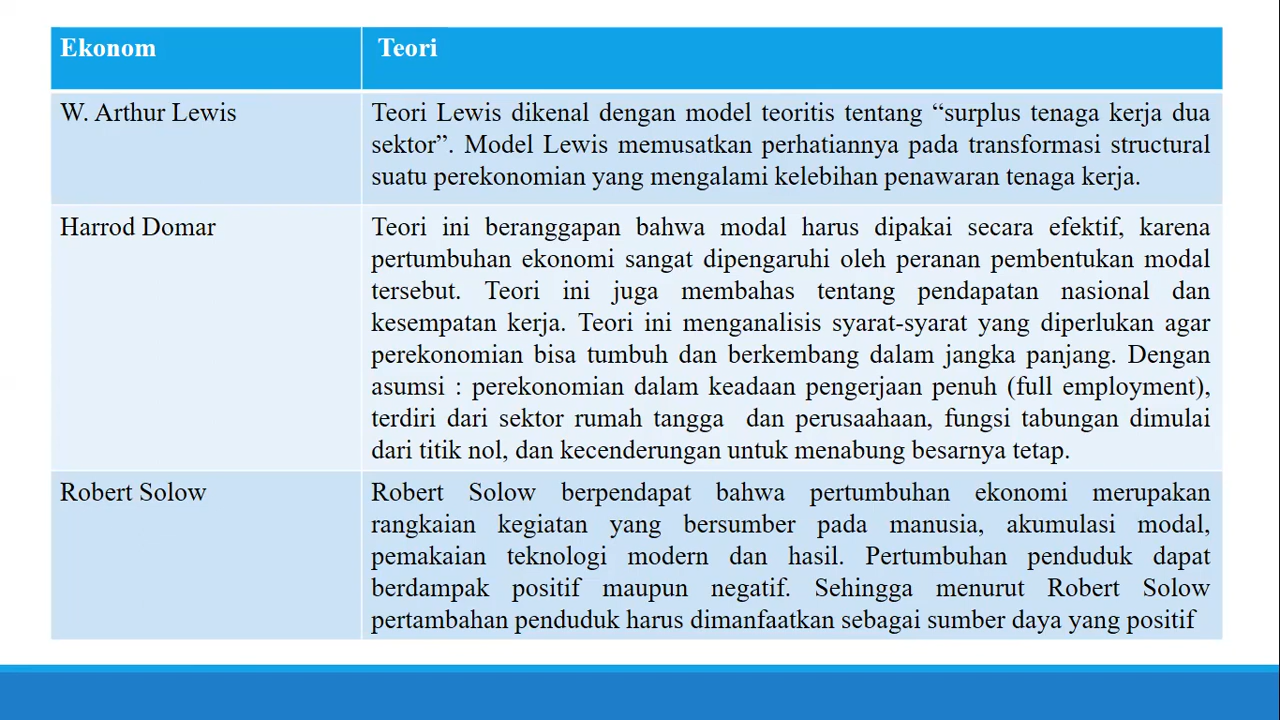 Ekonom
Teori
W. Arthur Lewis
Teori Lewis dikenal dengan model teoritis tentang “surplus tenaga kerja dua
sektor”. Model Lewis memusatkan perhatiannya pada transformasi structural
suatu perekonomian yang mengalami kelebihan penawaran tenaga kerja.
Harrod Domar
Teori ini beranggapan bahwa modal harus dipakai secara efektif, karena
pertumbuhan ekonomi sangat dipengaruhi oleh peranan pembentukan modal
tersebut. Teori ini juga membahas tentang pendapatan nasional dan
kesempatan kerja. Teori ini menganalisis syarat-syarat yang diperlukan agar
perekonomian bisa tumbuh dan berkembang dalam jangka panjang. Dengan
asumsi : perekonomian dalam keadaan pengerjaan penuh (full employment),
terdiri dari sektor rumah tangga  dan perusaahaan, fungsi tabungan dimulai
dari titik nol, dan kecenderungan untuk menabung besarnya tetap.
Robert Solow
Robert Solow berpendapat bahwa pertumbuhan ekonomi merupakan
rangkaian kegiatan yang bersumber pada manusia, akumulasi modal,
pemakaian teknologi modern dan hasil. Pertumbuhan penduduk dapat
berdampak positif maupun negatif. Sehingga menurut Robert Solow
pertambahan penduduk harus dimanfaatkan sebagai sumber daya yang positif